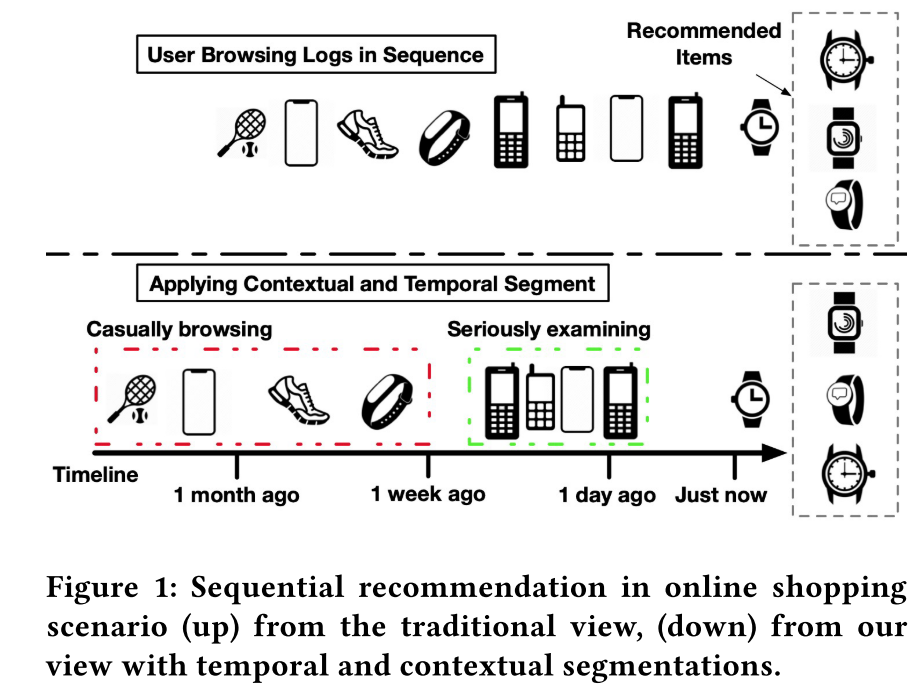 User Browsing Logs in Sequence
Recommended
Items
Applying Contextual and Temporal Segment
Casually browsing
Seriously examining
Timeline
1 month ago
1 week ago
1 day ago
Just now
Figure 1: Sequential recommendation in online shopping
scenario (up) from the traditional view, (down) from our
view with temporal and contextual segmentations.